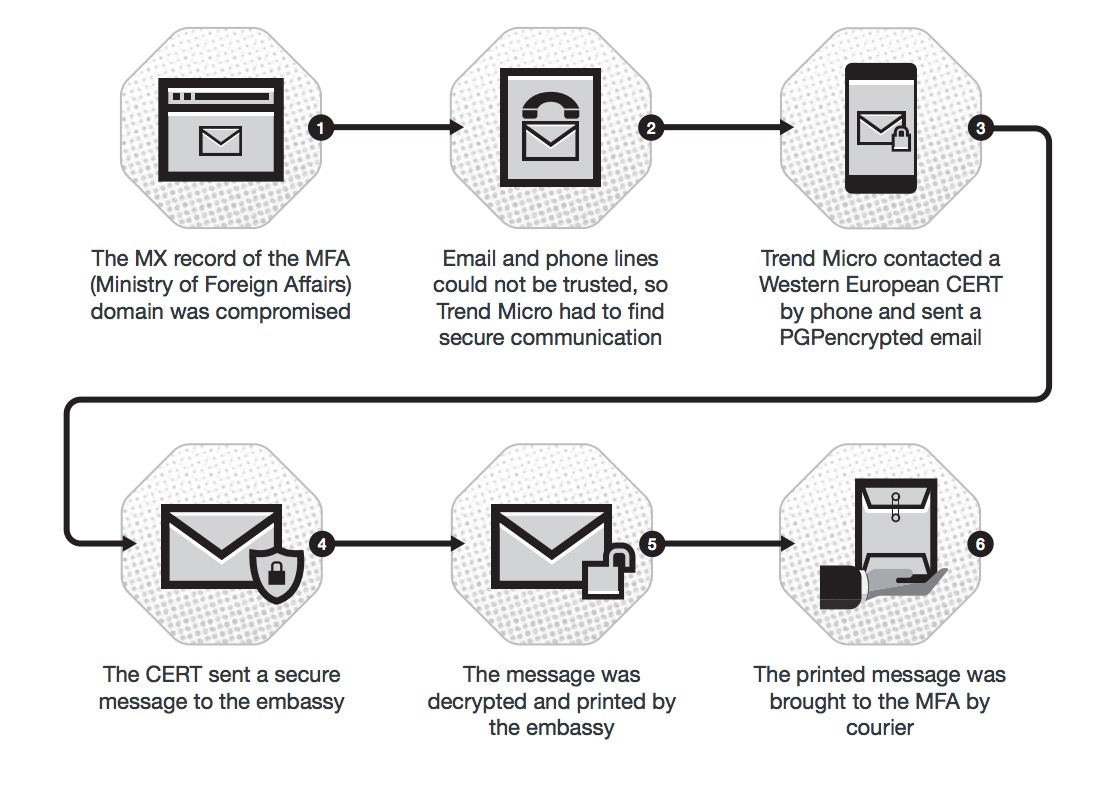 1
The MX record of the MFA
(Ministry of Foreign Affairs)
domain was compromised
2
Email and phone lines
could not be trusted, so
Trend Micro had to find
secure communication
3
Trend Micro contacted a
Western European CERT
by phone and sent a
PGPencrypted email
4
The CERT sent a secure
message to the embassy
5
The message was
decrypted and printed by
the embassy
6
The printed message was
brought to the MFA by
courier